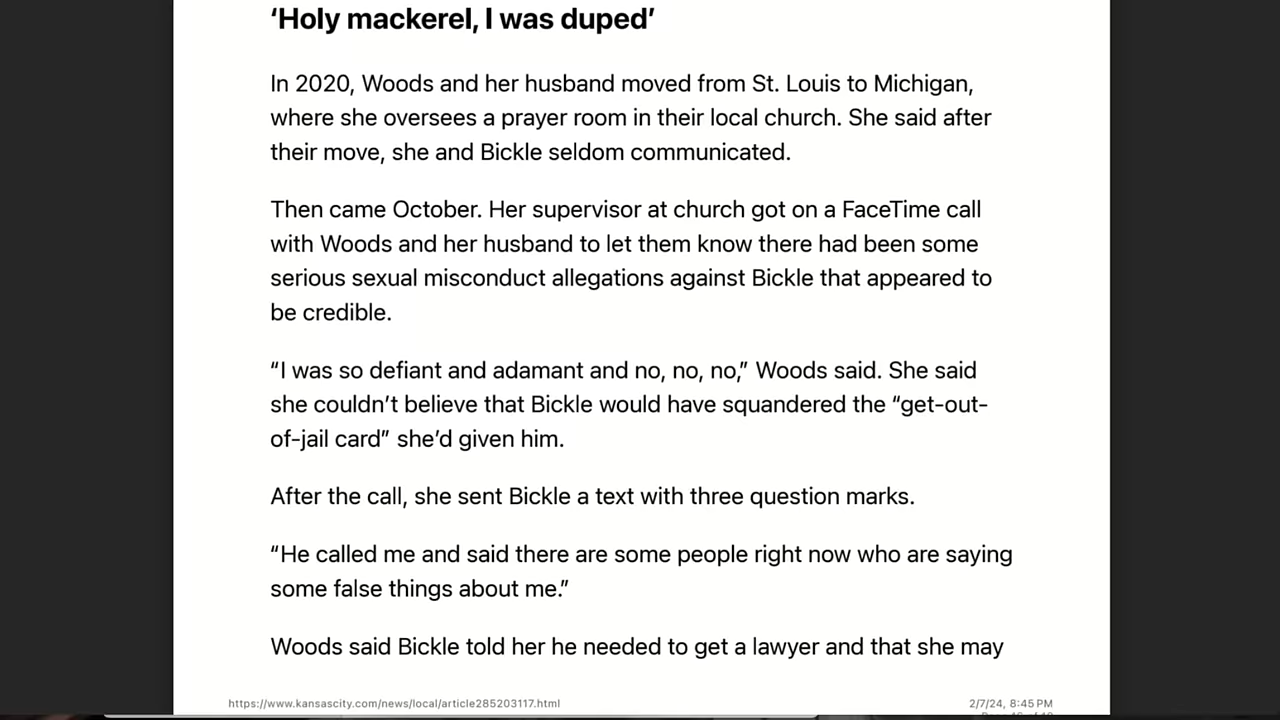 ‘Holy mackerel, I was duped’
In 2020, Woods and her husband moved from St. Louis to Michigan,
where she oversees a prayer room in their local church. She said after
their move, she and Bickle seldom communicated.
Then came October. Her supervisor at church got on a FaceTime call
with Woods and her husband to let them know there had been some
serious sexual misconduct allegations against Bickle that appeared to
be credible.
“I was so defiant and adamant and no, no, no,” Woods said. She said
she couldn’t believe that Bickle would have squandered the “get-out-
of-jail card” she’d given him.
After the call, she sent Bickle a text with three question marks.
“He called me and said there are some people right now who are saying
some false things about me.”
Woods said Bickle told her he needed to get a lawyer and that she may
https://www.kansascity.com/news/local/article285203117.html
2/7/24, 8:45 PM